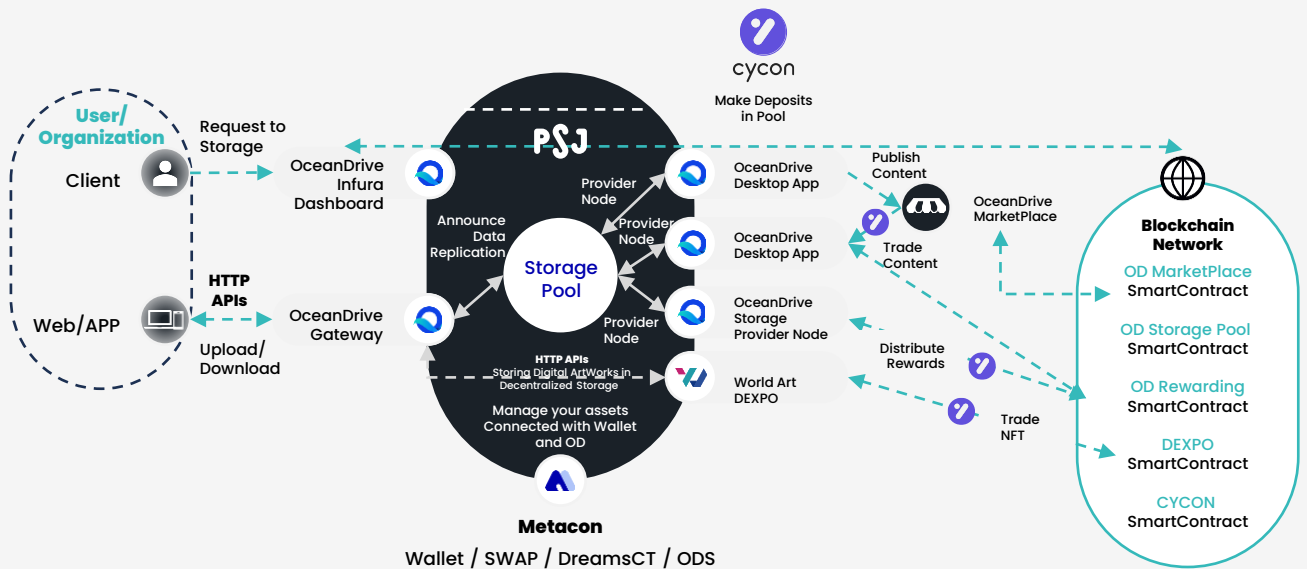 cycon
Make Deposits
in Pool
User/
Organization
Client
Web/APP
Request to
Storage
HTTP
APIs
Upload/
Download
OceanDrive
Infura
Dashboard
OceanDrive
Gateway
PSJ
Announce
Data
Replication
Storage
Pool
Provider
Node
Provider
Node
Provider
Node
HTTP APIs
Storing Digital ArtWorks in
Decentralized Storage
Manage your assets
Connected with Wallet
and OD
Metacon
Wallet / SWAP / DreamsCT / ODS
OceanDrive
Desktop App
OceanDrive
Desktop App
OceanDrive
Storage
Provider Node
World Art
DEXPO
Publish
Content
Trade
Content
OceanDrive
MarketPlace
Distribute
Rewards
Trade
NFT
Blockchain
Network
OD MarketPlace
SmartContract
OD Storage Pool
SmartContract
OD Rewarding
SmartContract
DEXPO
SmartContract
CYCON
SmartContract